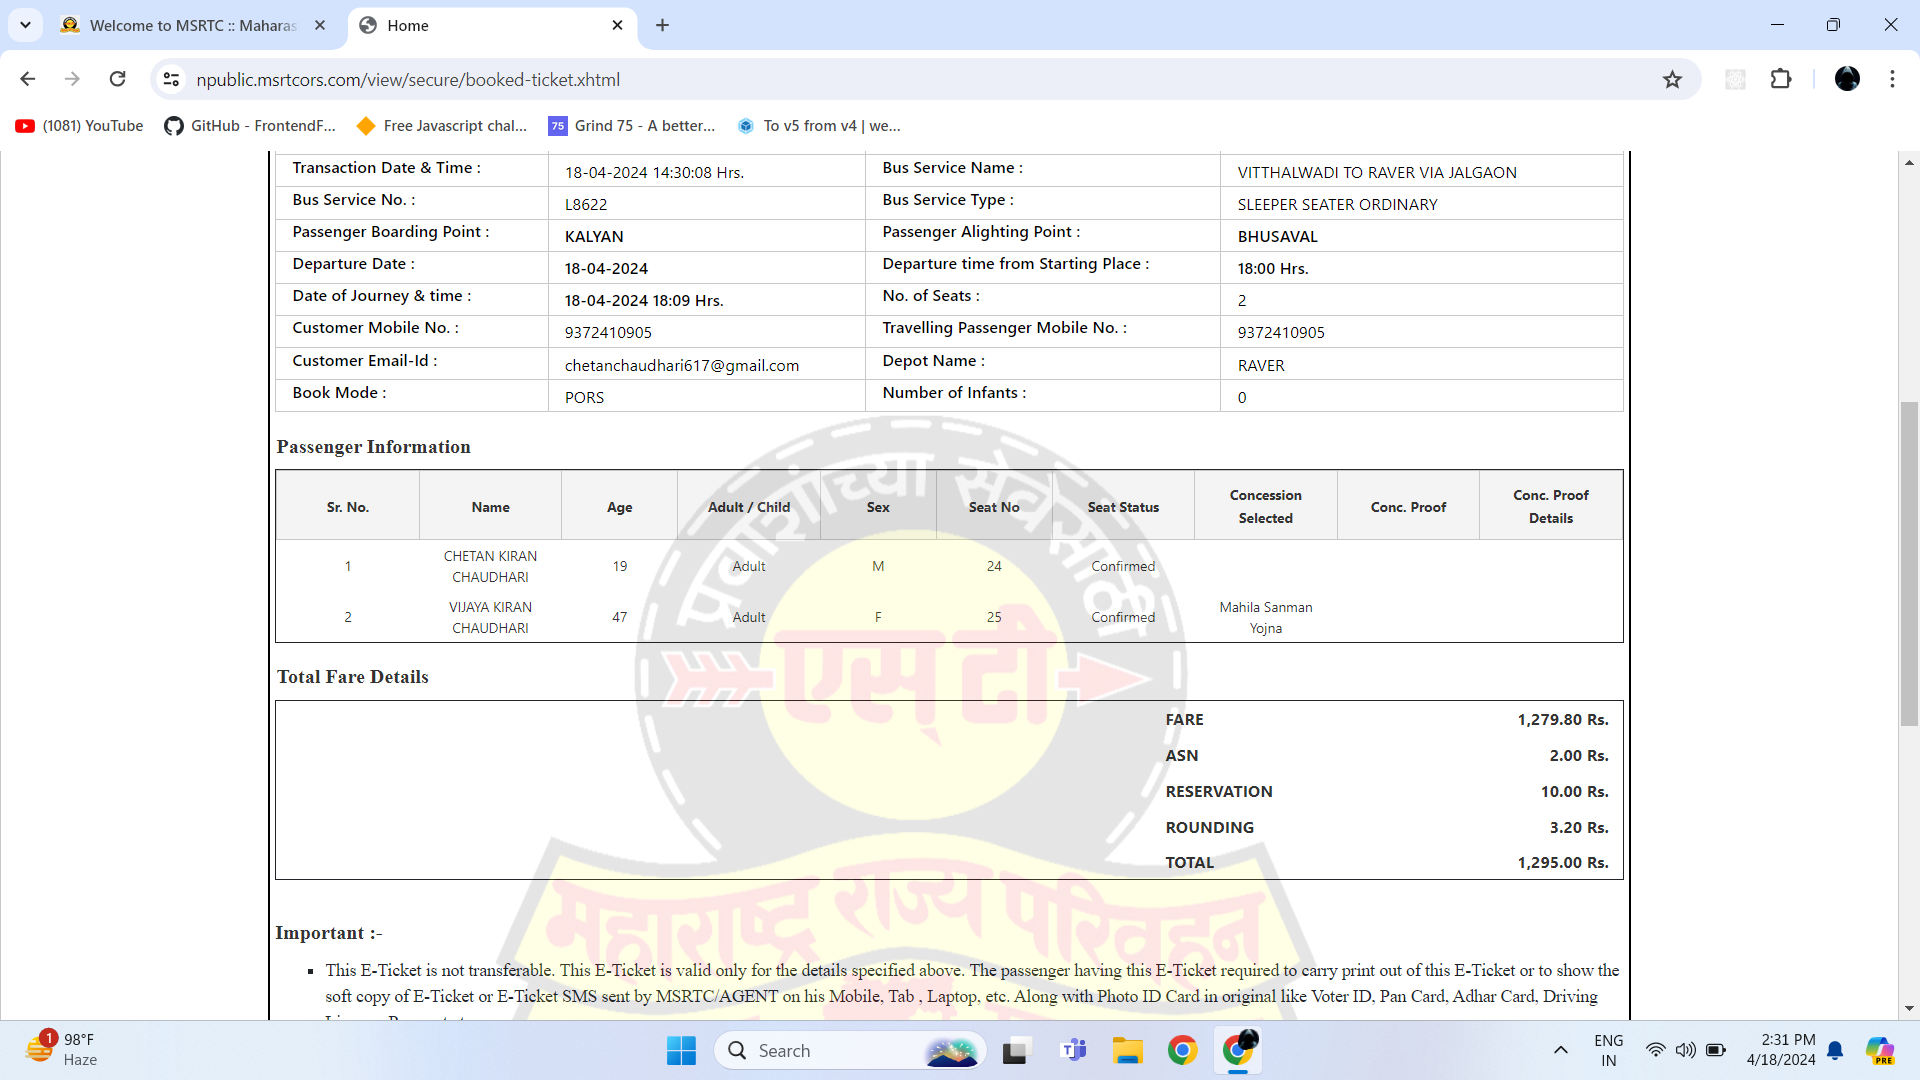 Welcome to MSRTC :: Maharas
Home
npublic.msrtcors.com/view/secure/booked-ticket.xhtml
(1081) YouTube
GitHub - FrontendF...
Free Javascript chal...
75
Grind 75 - A better...
To v5 from v4 | we...
Transaction Date & Time : 18-04-2024 14:30:08 Hrs. Bus Service Name : VITTHALWADI TO RAVER VIA JALGAON
Bus Service No. : L8622 Bus Service Type : SLEEPER SEATER ORDINARY
Passenger Boarding Point : KALYAN Passenger Alighting Point : BHUSAVAL
Departure Date : 18-04-2024 Departure time from Starting Place : 18:00 Hrs.
Date of Journey & time : 18-04-2024 18:09 Hrs. No. of Seats : 2
Customer Mobile No. : 9372410905 Travelling Passenger Mobile No. : 9372410905
Customer Email-Id : chetanchaudhari617@gmail.com Depot Name : RAVER
Book Mode : PORS Number of Infants : 0
Passenger Information
Sr. No. Name Age Adult / Child Sex Seat No Seat Status Concession Selected Conc. Proof Conc. Proof Details
1 CHETAN KIRAN CHAUDHARI 19 Adult M 24 Confirmed
2 VIJAYA KIRAN CHAUDHARI 47 Adult F 25 Confirmed Mahila Sanman Yojna
प्रवाशांच्या सेवेसाठी
एस् टी
महाराष्ट्र राज्य परिवहन
Total Fare Details
FARE 1,279.80 Rs.
ASN 2.00 Rs.
RESERVATION 10.00 Rs.
ROUNDING 3.20 Rs.
TOTAL 1,295.00 Rs.
Important :-
This E-Ticket is not transferable. This E-Ticket is valid only for the details specified above. The passenger having this E-Ticket required to carry print out of this E-Ticket or to show the
soft copy of E-Ticket or E-Ticket SMS sent by MSRTC/AGENT on his Mobile, Tab , Laptop, etc. Along with Photo ID Card in original like Voter ID, Pan Card, Adhar Card, Driving
1
98°F
Haze
Search
ENG
IN
2:31 PM
4/18/2024
PRE